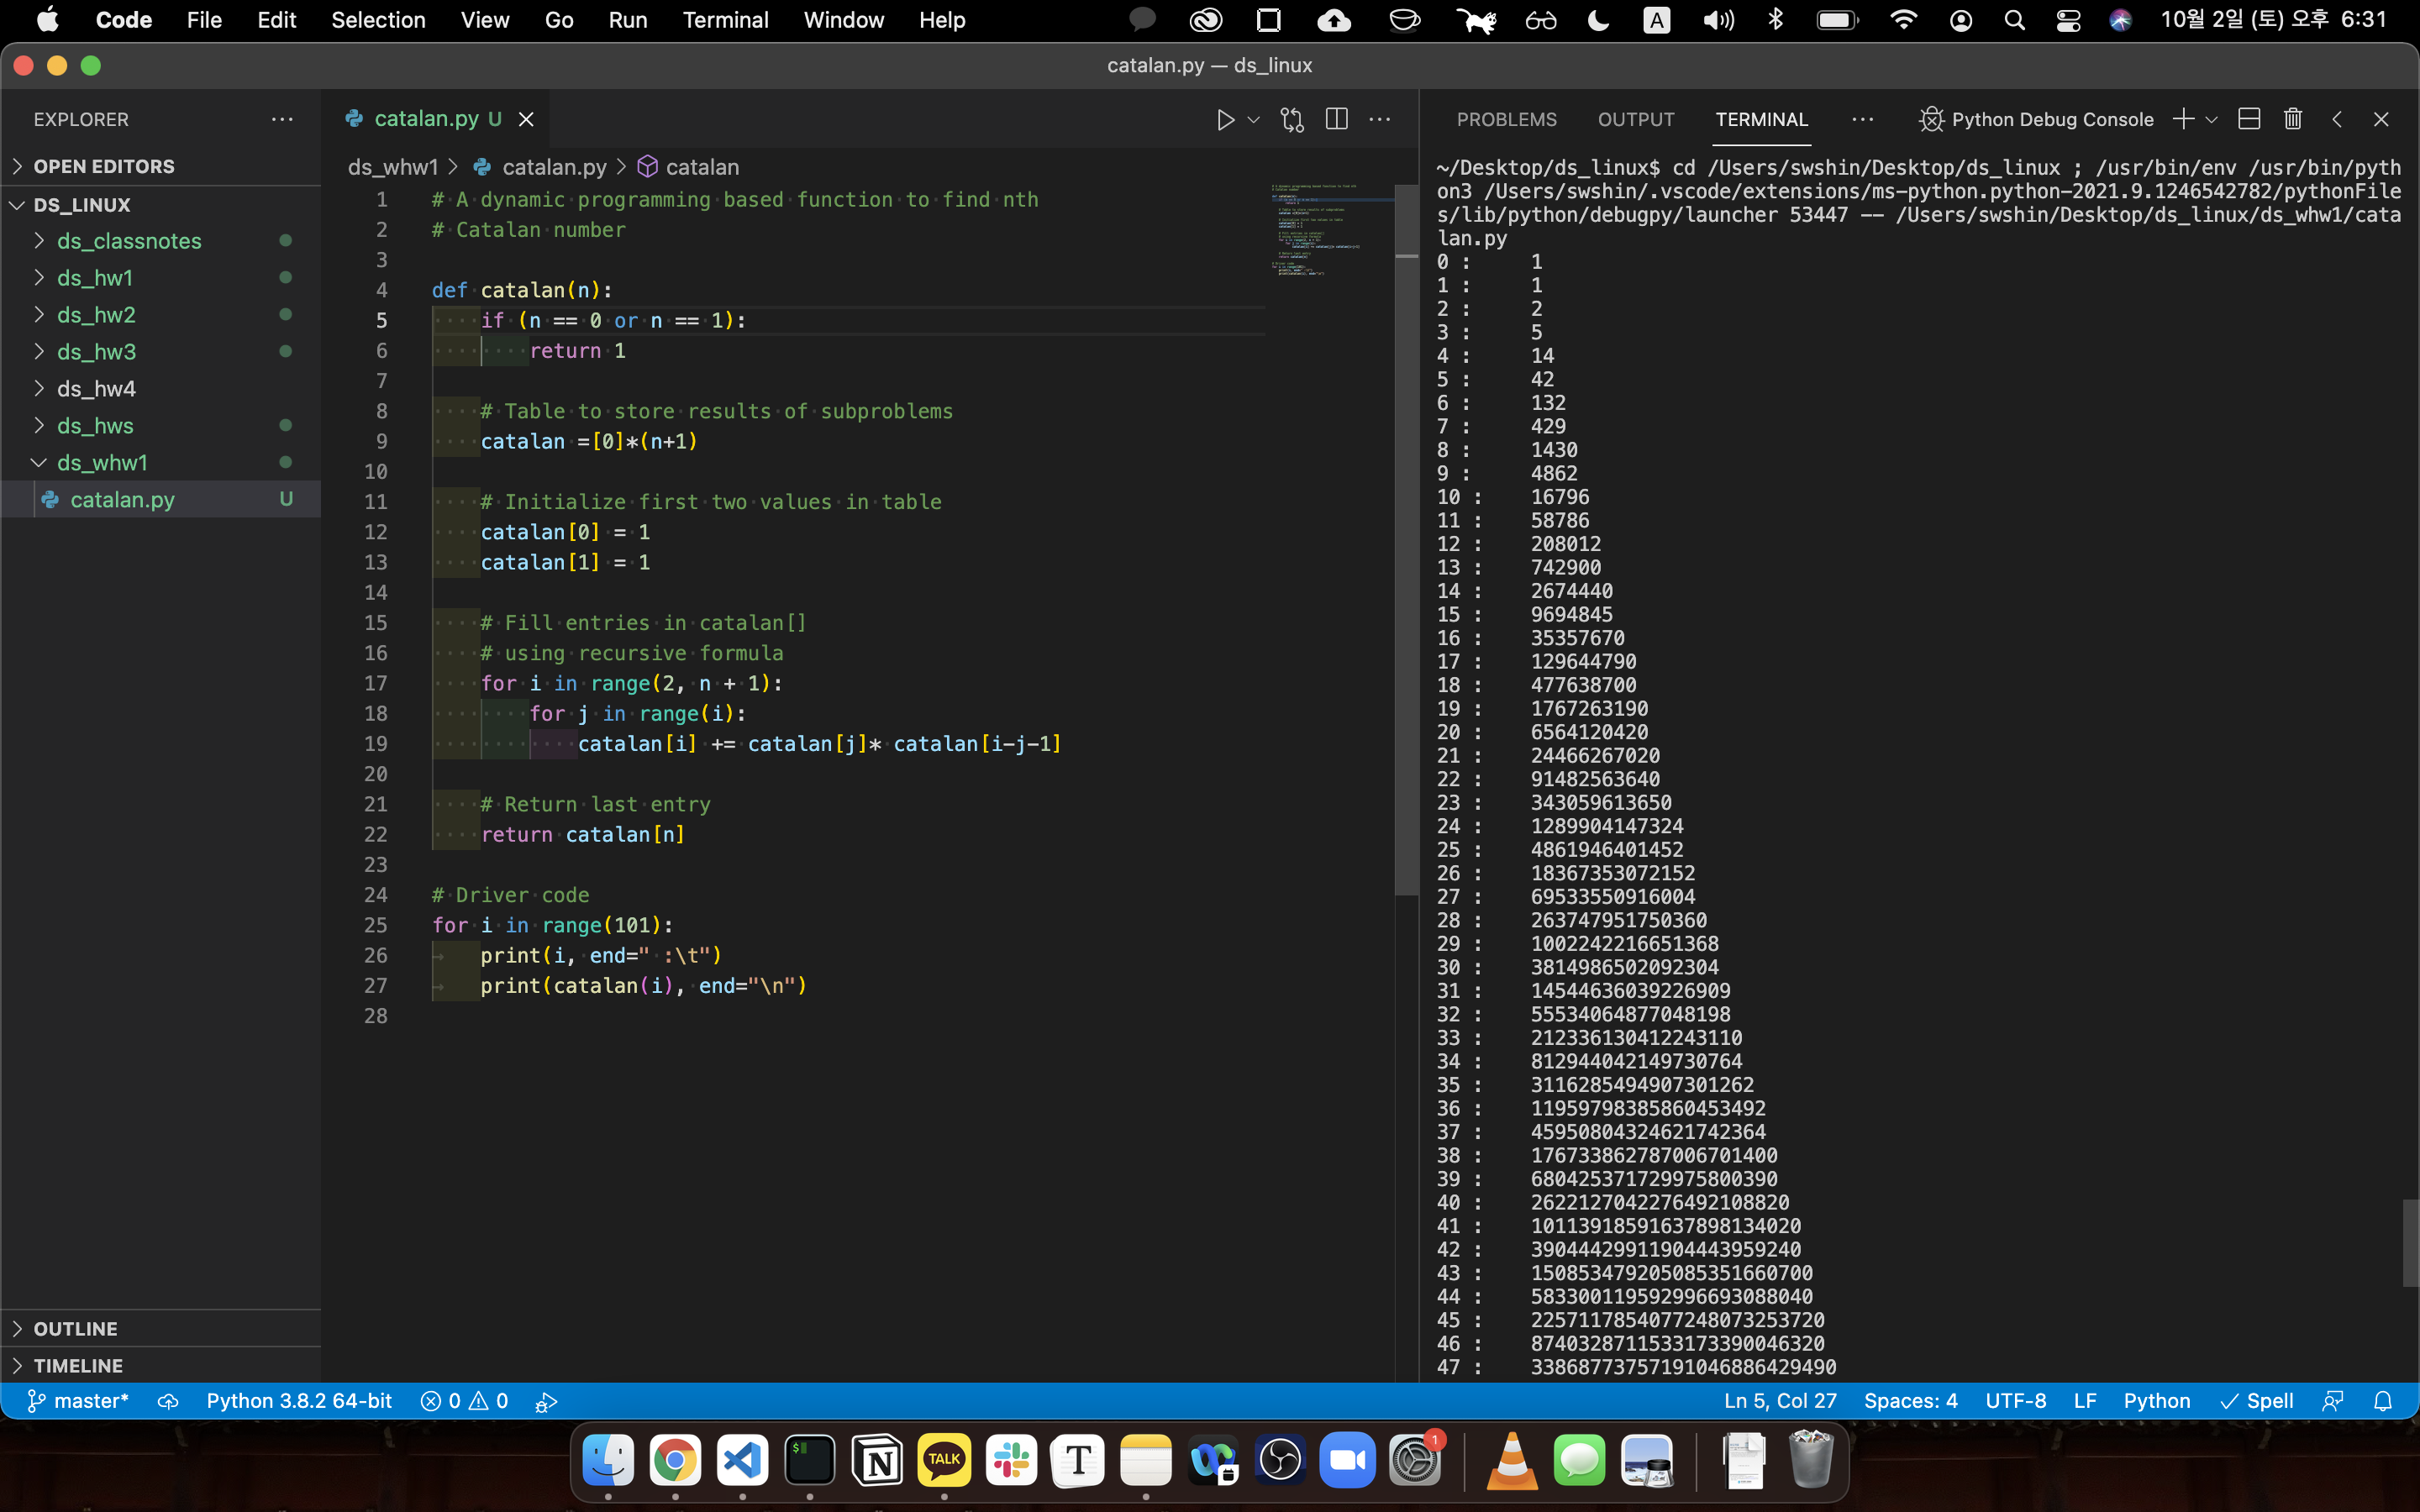 Code File Edit Selection View Go Run Terminal Window Help
A
10월 2일 (토) 오후 6:31
catalan.py — ds_linux
EXPLORER
OPEN EDITORS
DS_LINUX
ds_classnotes
ds_hw1
ds_hw2
ds_hw3
ds_hw4
ds_hws
ds_whw1
catalan.py U
OUTLINE
TIMELINE
catalan.py U
ds_whw1 > catalan.py > catalan
1 # A dynamic programming based function to find nth
2 # Catalan number
3
4 def catalan(n):
5 if (n == 0 or n == 1):
6 return 1
7
8 # Table to store results of subproblems
9 catalan =[0]*(n+1)
10
11 # Initialize first two values in table
12 catalan[0] = 1
13 catalan[1] = 1
14
15 # Fill entries in catalan[]
16 # using recursive formula
17 for i in range(2, n + 1):
18 for j in range(i):
19 catalan[i] += catalan[j]* catalan[i-j-1]
20
21 # Return last entry
22 return catalan[n]
23
24 # Driver code
25 for i in range(101):
26 print(i, end=" :\t")
27 print(catalan(i), end="\n")
28
PROBLEMS OUTPUT TERMINAL
Python Debug Console
~/Desktop/ds_linux$ cd /Users/swshin/Desktop/ds_linux ; /usr/bin/env /usr/bin/pyth
on3 /Users/swshin/.vscode/extensions/ms-python.python-2021.9.1246542782/pythonFile
s/lib/python/debugpy/launcher 53447 -- /Users/swshin/Desktop/ds_linux/ds_whw1/cata
lan.py
0 : 1
1 : 1
2 : 2
3 : 5
4 : 14
5 : 42
6 : 132
7 : 429
8 : 1430
9 : 4862
10 : 16796
11 : 58786
12 : 208012
13 : 742900
14 : 2674440
15 : 9694845
16 : 35357670
17 : 129644790
18 : 477638700
19 : 1767263190
20 : 6564120420
21 : 24466267020
22 : 91482563640
23 : 343059613650
24 : 1289904147324
25 : 4861946401452
26 : 18367353072152
27 : 69533550916004
28 : 263747951750360
29 : 1002242216651368
30 : 3814986502092304
31 : 14544636039226909
32 : 55534064877048198
33 : 212336130412243110
34 : 812944042149730764
35 : 3116285494907301262
36 : 11959798385860453492
37 : 45950804324621742364
38 : 176733862787006701400
39 : 680425371729975800390
40 : 2622127042276492108820
41 : 10113918591637898134020
42 : 39044429911904443959240
43 : 150853479205085351660700
44 : 583300119592996693088040
45 : 2257117854077248073253720
46 : 8740328711533173390046320
47 : 33868773757191046886429490
master* Python 3.8.2 64-bit 0 0
Ln 5, Col 27 Spaces: 4 UTF-8 LF Python Spell
$
N
TALK
T
1